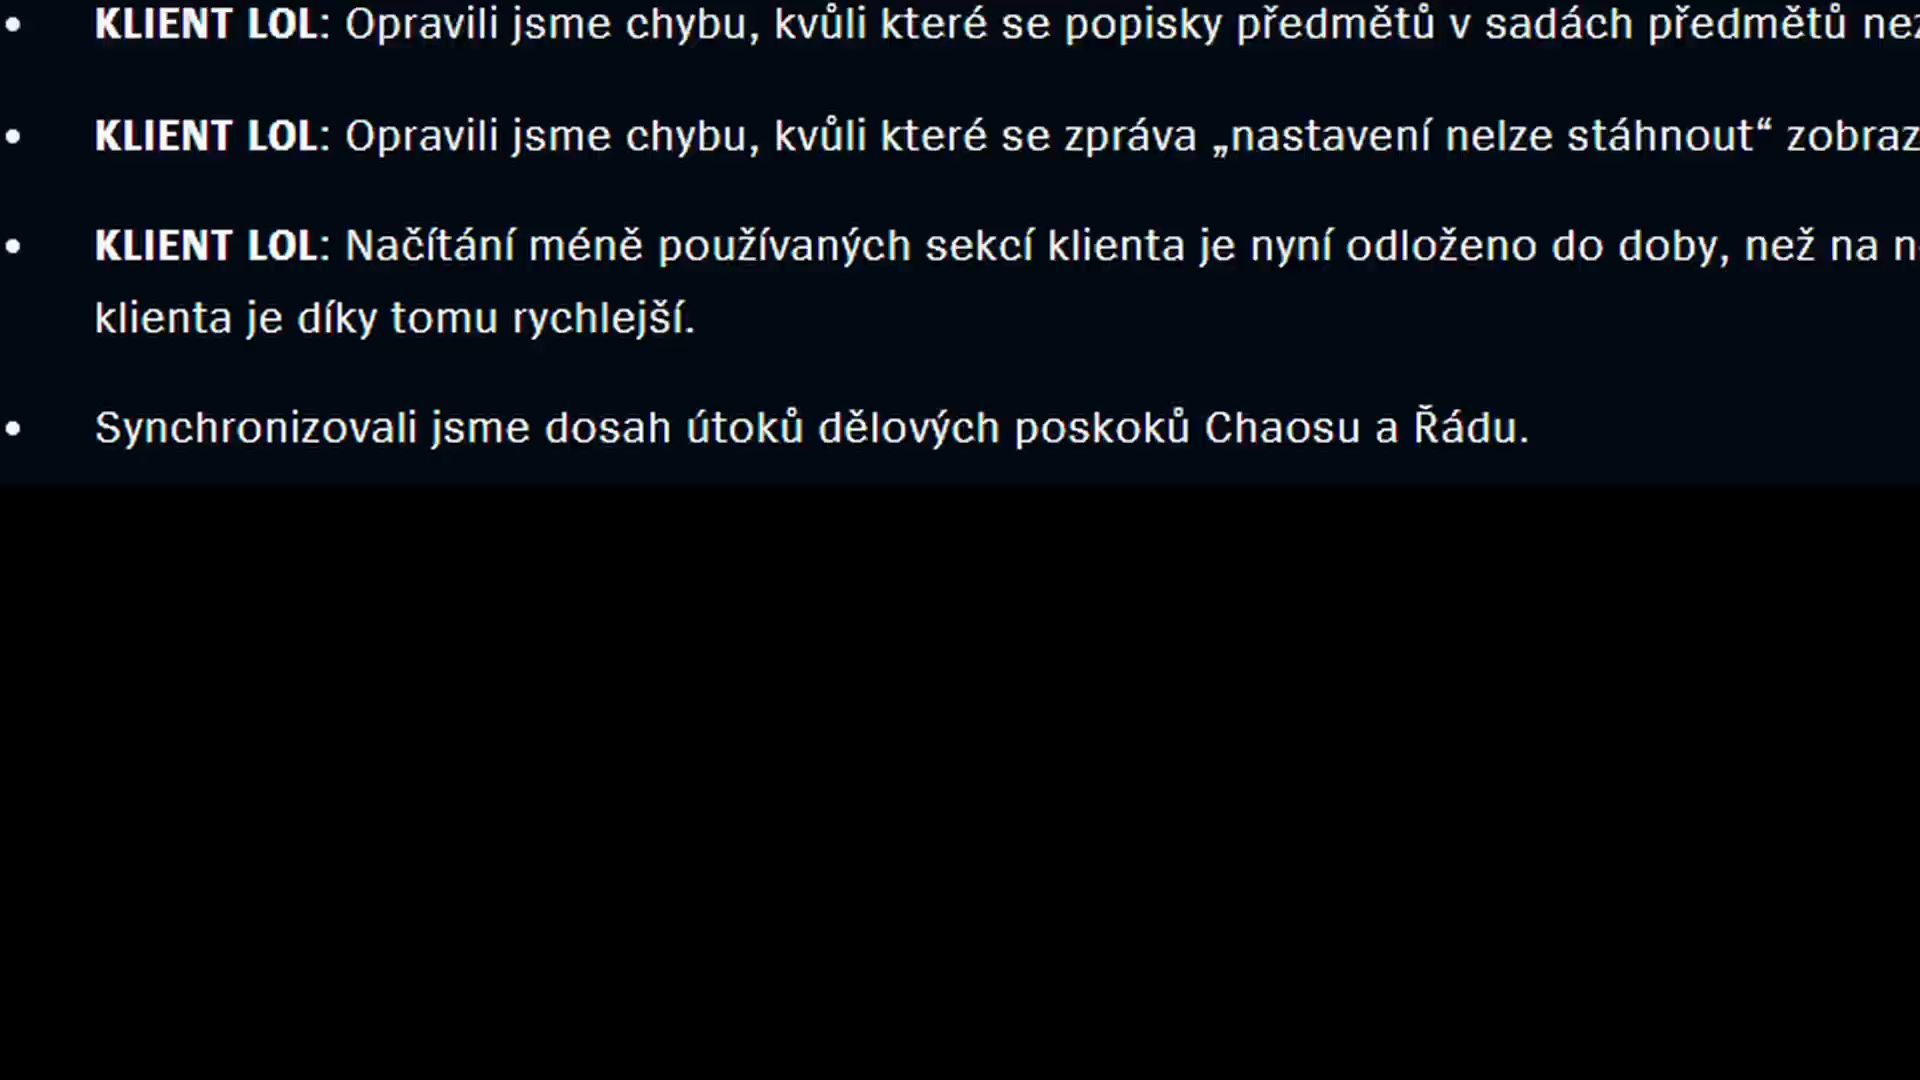 • KLIENT LOL: Opravili jsme chybu, kvůli které se popisky předmětů v sadách předmětů
• KLIENT LOL: Opravili jsme chybu, kvůli které se zpráva „nastavení nelze stáhnout“
• KLIENT LOL: Načítání méně používaných sekcí klienta je nyní odloženo do doby, než na
klienta je díky tomu rychlejší.
• Synchronizovali jsme dosah útoků dělových poskoků Chaosu a Řádu.